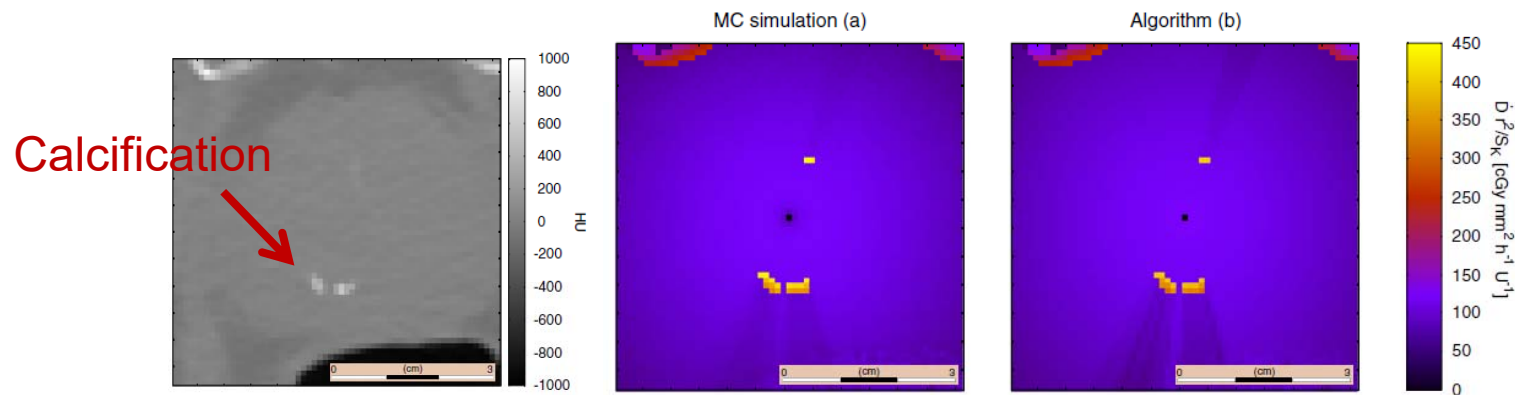 MC simulation (a)
Algorithm (b)
Calcification
1000
800
600
400
200
0
-200
-400
-600
-800
-1000
HU
0 (cm) 3
0 (cm) 3
0 (cm) 3
450
400
350
300
250
200
150
100
50
0
Ḋ r²/S_K [cGy mm² h⁻¹ U⁻¹]